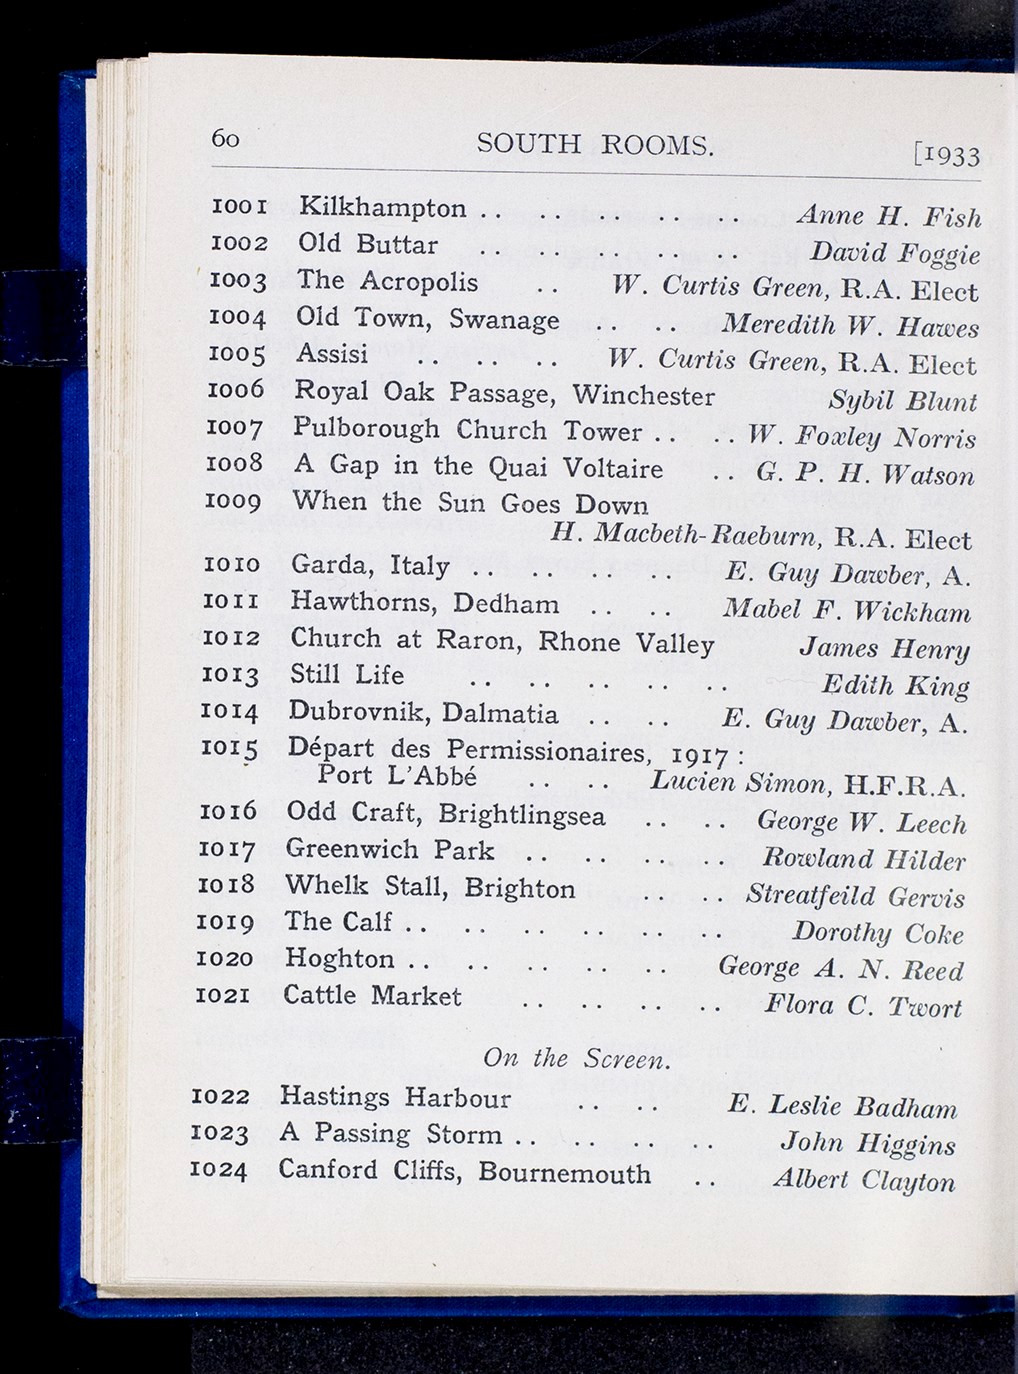 60 SOUTH ROOMS. [1933
1001 Kilkhampton .. .. .. .. .. Anne H. Fish
1002 Old Buttar .. .. .. .. .. David Foggie
1003 The Acropolis .. W. Curtis Green, R.A. Elect
1004 Old Town, Swanage .. .. Meredith W. Hawes
1005 Assisi .. .. .. W. Curtis Green, R.A. Elect
1006 Royal Oak Passage, Winchester Sybil Blunt
1007 Pulborough Church Tower .. .. W. Foxley Norris
1008 A Gap in the Quai Voltaire .. G. P. H. Watson
1009 When the Sun Goes Down
H. Macbeth-Raeburn, R.A. Elect
1010 Garda, Italy .. .. .. .. E. Guy Dawber, A.
1011 Hawthorns, Dedham .. .. Mabel F. Wickham
1012 Church at Raron, Rhone Valley James Henry
1013 Still Life .. .. .. .. .. Edith King
1014 Dubrovnik, Dalmatia .. .. E. Guy Dawber, A.
1015 Départ des Permissionaires, 1917 :
Port L'Abbé .. .. Lucien Simon, H.F.R.A.
1016 Odd Craft, Brightlingsea .. .. George W. Leech
1017 Greenwich Park .. .. .. .. Rowland Hilder
1018 Whelk Stall, Brighton .. .. Streatfeild Gervis
1019 The Calf .. .. .. .. .. .. Dorothy Coke
1020 Hoghton .. .. .. .. .. George A. N. Reed
1021 Cattle Market .. .. .. .. Flora C. Twort
On the Screen.
1022 Hastings Harbour .. .. E. Leslie Badham
1023 A Passing Storm .. .. .. .. John Higgins
1024 Canford Cliffs, Bournemouth .. Albert Clayton